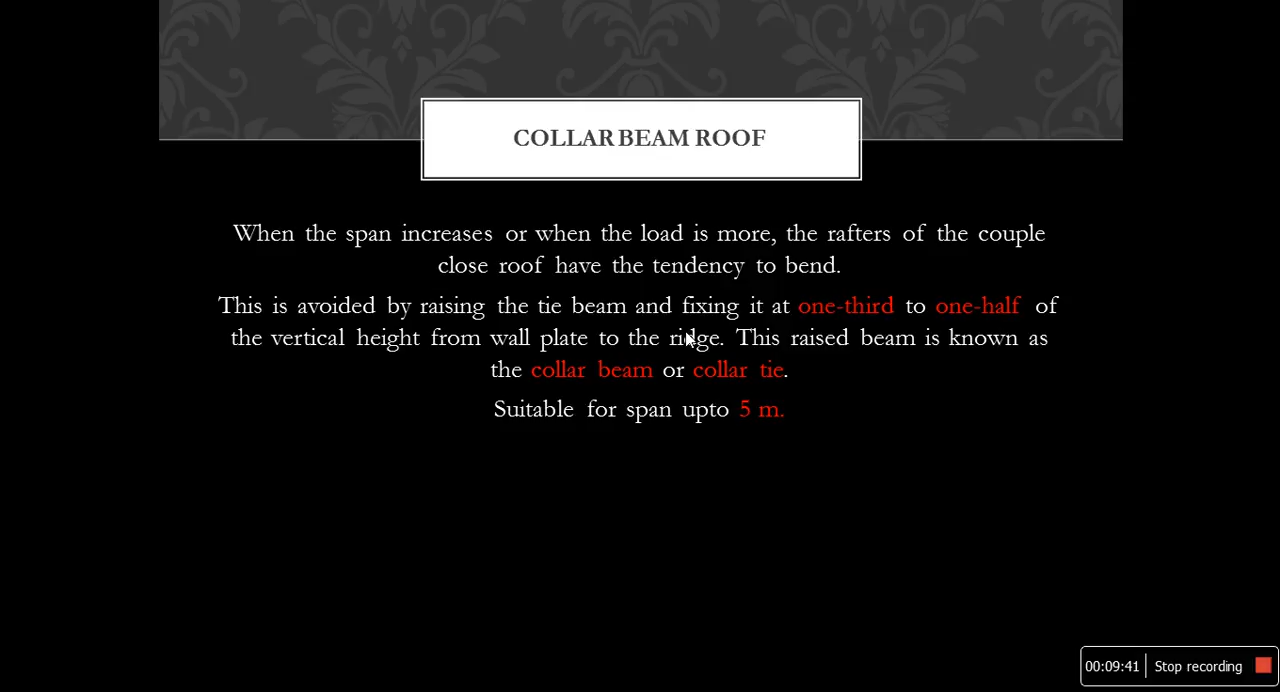 COLLAR BEAM ROOF
When the span increases or when the load is more, the rafters of the couple
close roof have the tendency to bend.
This is avoided by raising the tie beam and fixing it at one-third to one-half of
the vertical height from wall plate to the ridge. This raised beam is known as
the collar beam or collar tie.
Suitable for span upto 5 m.
00:09:41 Stop recording